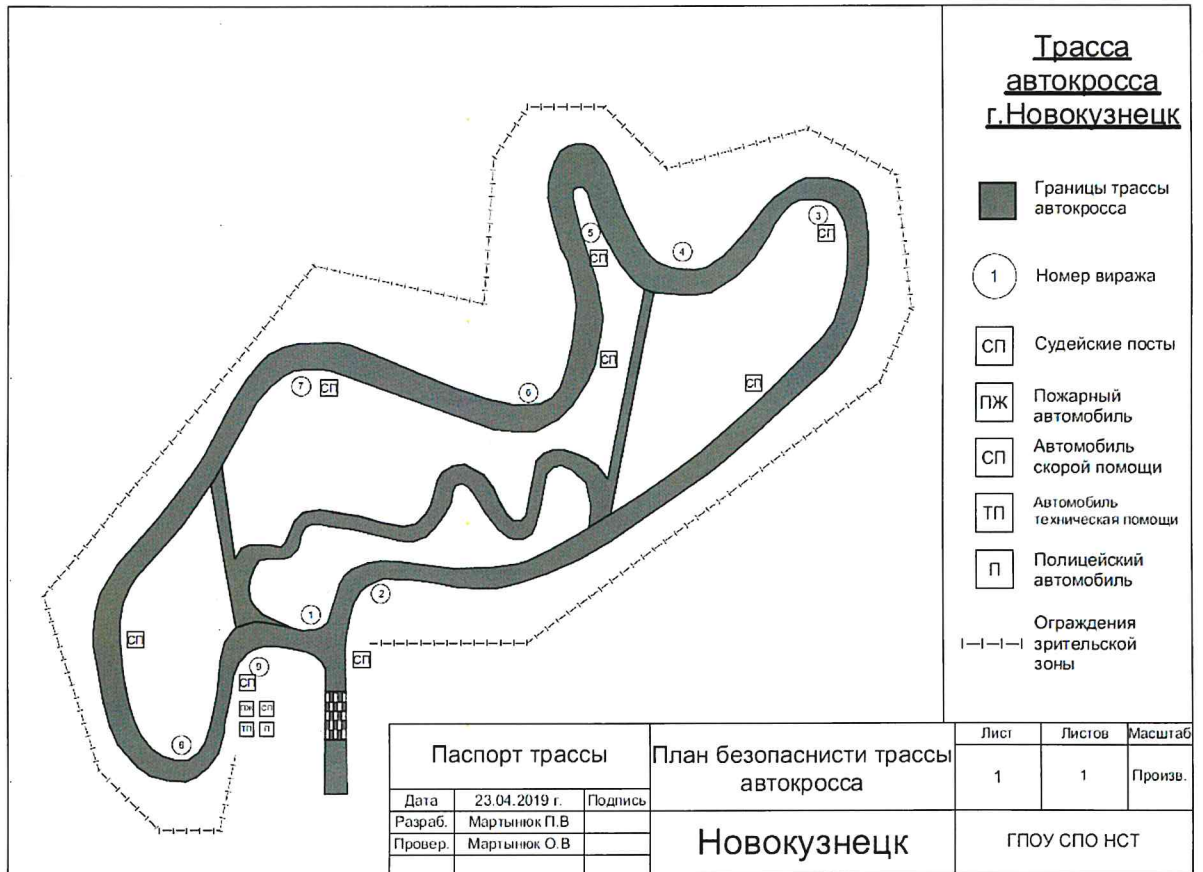 Трасса
автокросса
г.Новокузнецк
Границы трассы
автокросса
1
Номер виража
СП
Судейские посты
ПЖ
Пожарный
автомобиль
СП
Автомобиль
скорой помощи
ТП
Автомобиль
техническая помощи
П
Полицейский
автомобиль
Ограждения
зрительской
зоны
3
СП
5
СП
4
СП
СП
7
СП
6
2
1
СП
СП
9
СП
ПЖ СП
ТП П
8
Паспорт трассы
План безопаснисти трассы
автокросса
Лист
Листов
Масштаб
1
1
Произв.
Дата
23.04.2019 г.
Подпись
Разраб.
Мартынюк П.В
Провер.
Мартынюк О.В
Новокузнецк
ГПОУ СПО НСТ